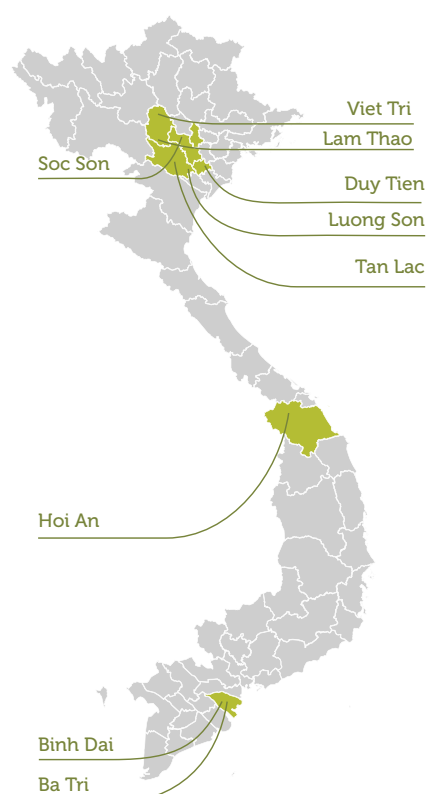 Viet Tri
Lam Thao
Soc Son
Duy Tien
Luong Son
Tan Lac
Hoi An
Binh Dai
Ba Tri